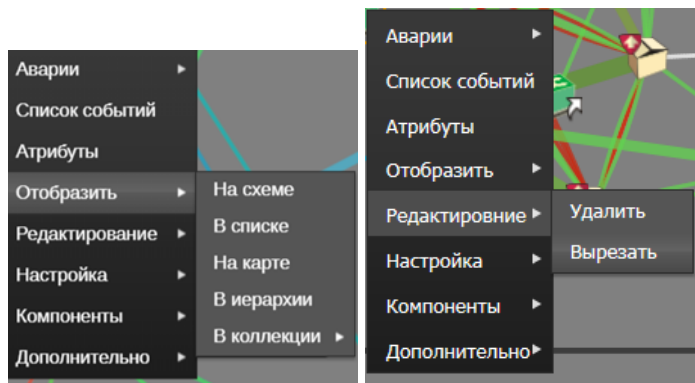 Аварии
Список событий
Атрибуты
Отобразить
Редактирование
Настройка
Компоненты
Дополнительно
На схеме
В списке
На карте
В иерархии
В коллекции
Аварии
Список событий
Атрибуты
Отобразить
Редактировние
Настройка
Компоненты
Дополнительно
Удалить
Вырезать